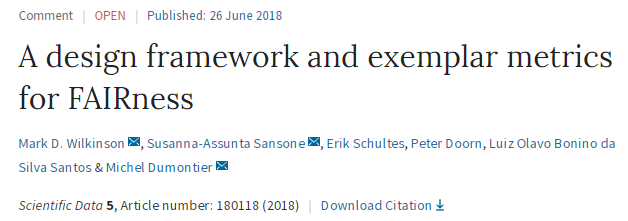 Comment | OPEN | Published: 26 June 2018
A design framework and exemplar metrics
for FAIRness
Mark D. Wilkinson, Susanna-Assunta Sansone, Erik Schultes, Peter Doorn, Luiz Olavo Bonino da
Silva Santos & Michel Dumontier
Scientific Data 5, Article number: 180118 (2018) | Download Citation